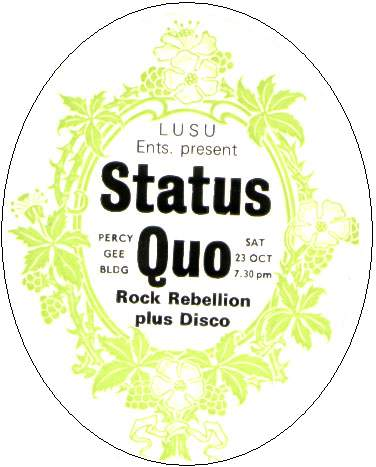 LUSU
Ents. present
Status
PERCY
GEE
BLDG
Quo
SAT
23 OCT
7.30 pm
Rock Rebellion
plus Disco